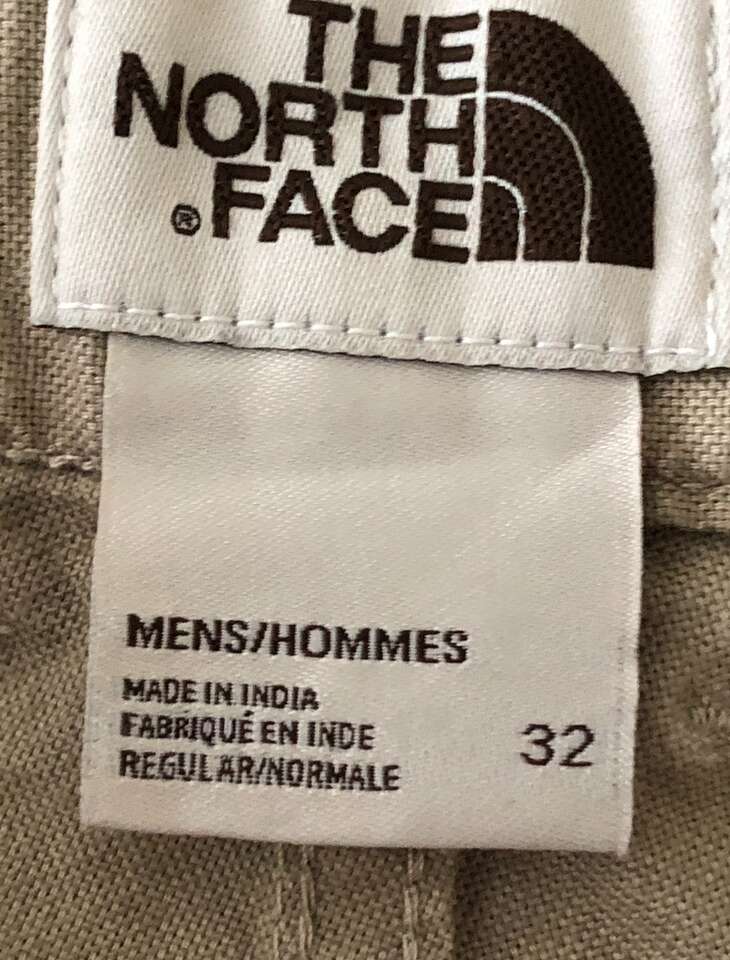 THE
NORTH
® FACE
MENS/HOMMES
MADE IN INDIA
FABRIQUÉ EN INDE
REGULAR/NORMALE
32